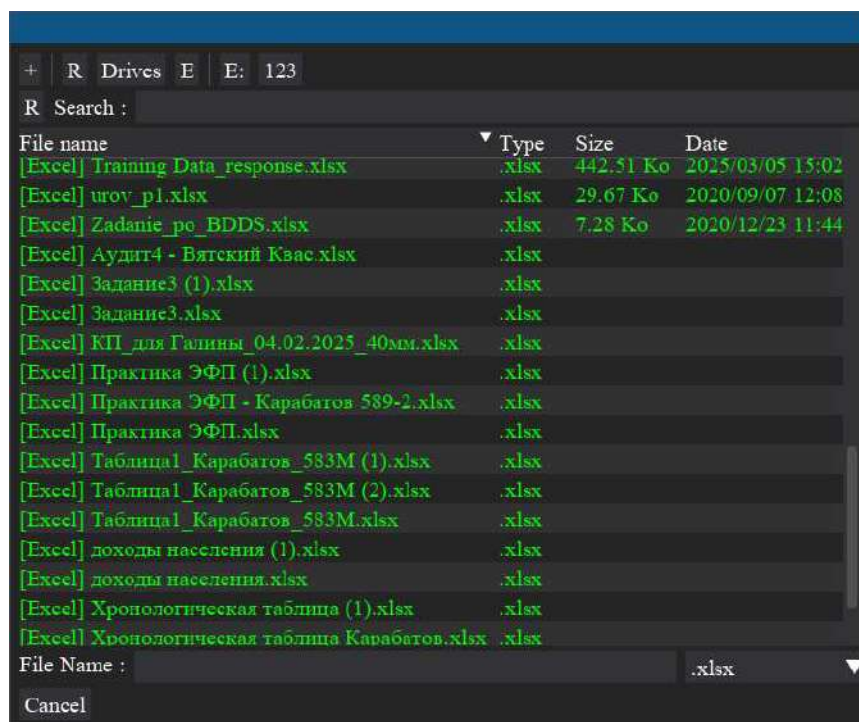 + R Drives E E: 123
R Search :
File name Type Size Date
[Excel] Training Data_response.xlsx .xlsx 442.51 Ko 2025/03/05 15:02
[Excel] urov_p1.xlsx .xlsx 29.67 Ko 2020/09/07 12:08
[Excel] Zadanie_po_BDDS.xlsx .xlsx 7.28 Ko 2020/12/23 11:44
[Excel] Аудит4 - Вятский Квас.xlsx .xlsx
[Excel] Задание3 (1).xlsx .xlsx
[Excel] Задание3.xlsx .xlsx
[Excel] КП_для Галины_04.02.2025_40мм.xlsx .xlsx
[Excel] Практика ЭФП (1).xlsx .xlsx
[Excel] Практика ЭФП - Карабатов 589-2.xlsx .xlsx
[Excel] Практика ЭФП.xlsx .xlsx
[Excel] Таблица1_Карабатов_583М (1).xlsx .xlsx
[Excel] Таблица1_Карабатов_583М (2).xlsx .xlsx
[Excel] Таблица1_Карабатов_583М.xlsx .xlsx
[Excel] доходы населения (1).xlsx .xlsx
[Excel] доходы населения.xlsx .xlsx
[Excel] Хронологическая таблица (1).xlsx .xlsx
[Excel] Хронологическая таблица Карабатов.xlsx .xlsx
File Name : .xlsx
Cancel